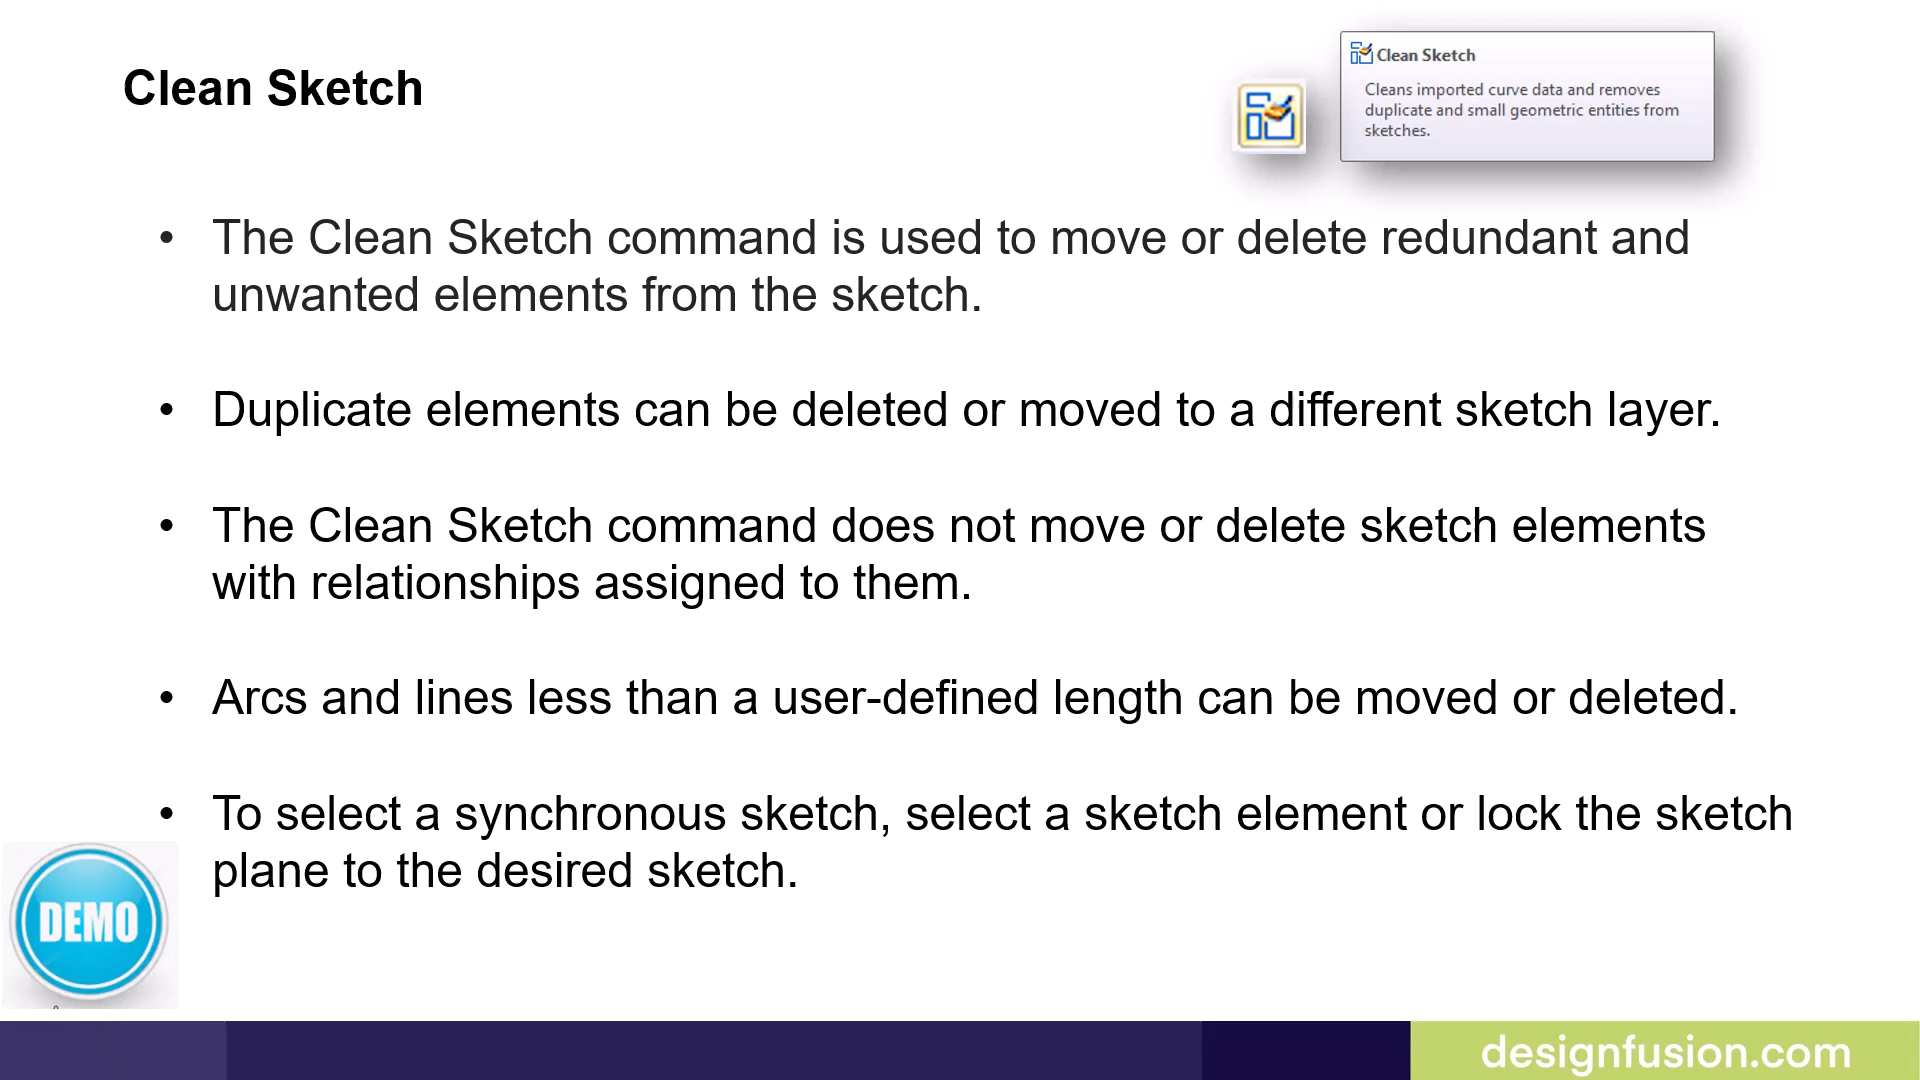 Clean Sketch
Clean Sketch
Cleans imported curve data and removes
duplicate and small geometric entities from
sketches.
• The Clean Sketch command is used to move or delete redundant and
unwanted elements from the sketch.
• Duplicate elements can be deleted or moved to a different sketch layer.
• The Clean Sketch command does not move or delete sketch elements
with relationships assigned to them.
• Arcs and lines less than a user-defined length can be moved or deleted.
• To select a synchronous sketch, select a sketch element or lock the sketch
plane to the desired sketch.
DEMO
designfusion.com